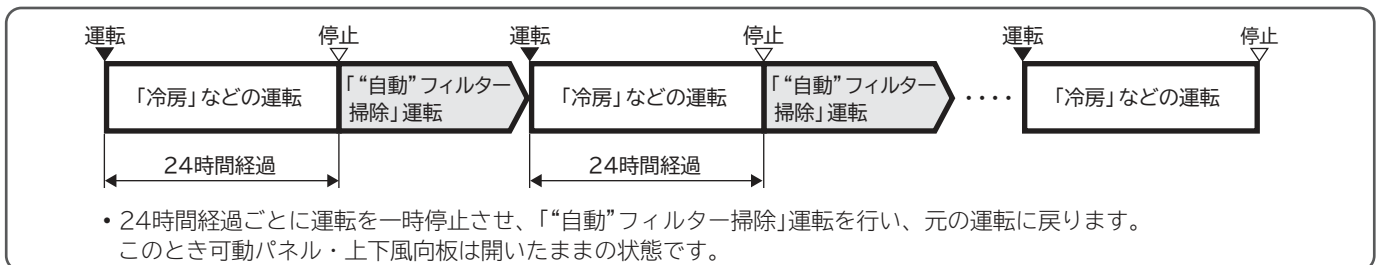 運転 停止 運転 停止 運転 停止
「冷房」などの運転 「“自動”フィルター 「冷房」などの運転 「“自動”フィルター ････ 「冷房」などの運転
掃除」運転 掃除」運転
24時間経過 24時間経過
• 24時間経過ごとに運転を一時停止させ、「“自動”フィルター掃除」運転を行い、元の運転に戻ります。
このとき可動パネル・上下風向板は開いたままの状態です。